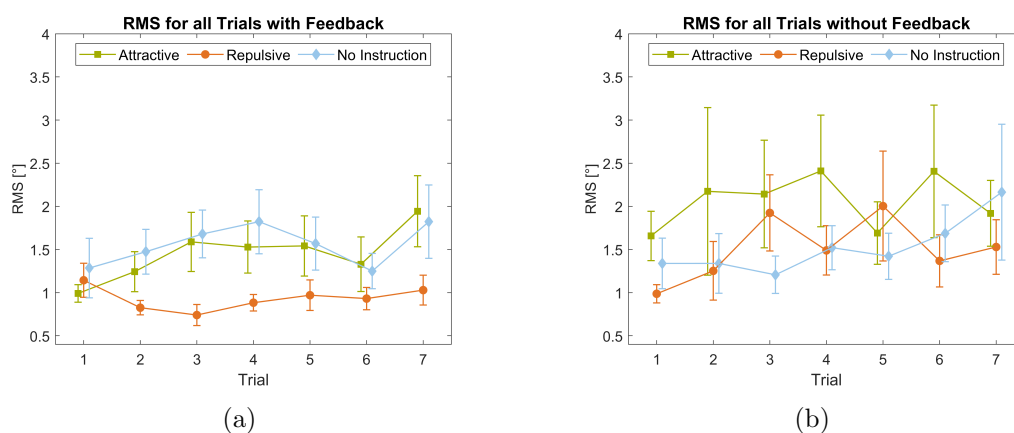 RMS for all Trials with Feedback
4
3.5
3
2.5
2
1.5
1
0.5
RMS [°]
Attractive Repulsive No Instruction
1 2 3 4 5 6 7
Trial
(a)
RMS for all Trials without Feedback
4
3.5
3
2.5
2
1.5
1
0.5
RMS [°]
Attractive Repulsive No Instruction
1 2 3 4 5 6 7
Trial
(b)